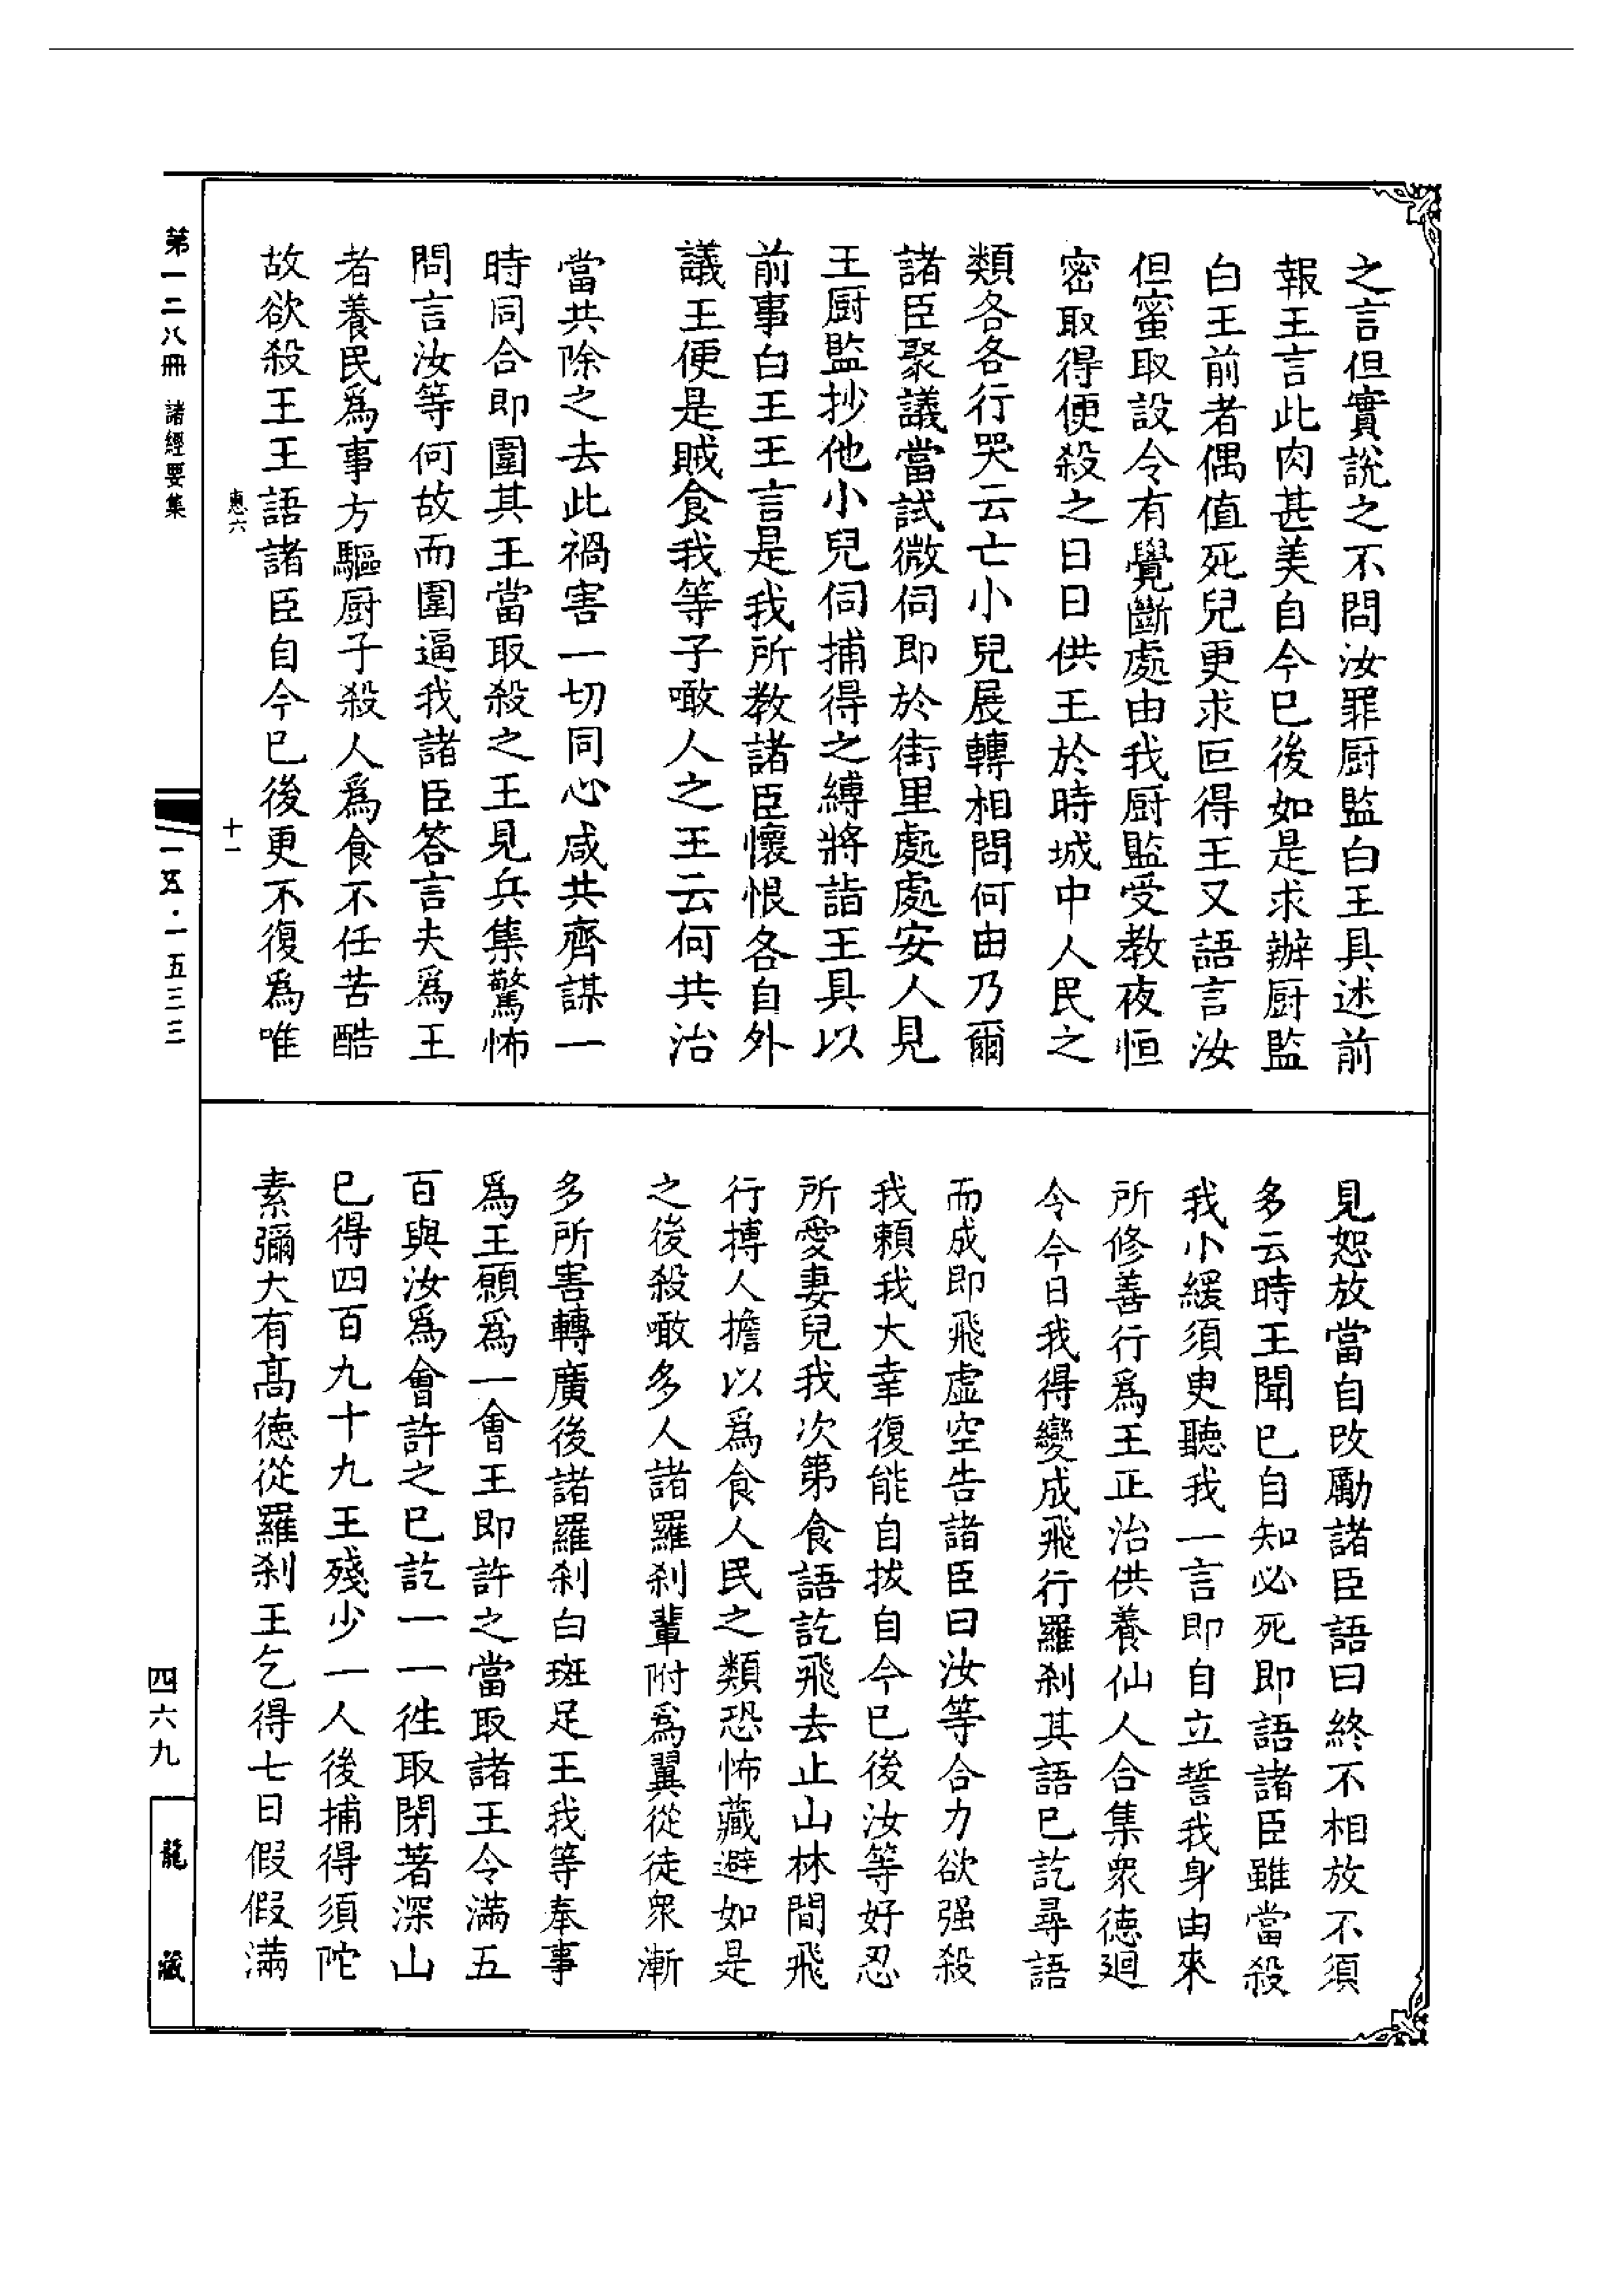 之言但實說之不問汝罪厨監白王具述前
報王言此肉甚美自今已後如是求辦厨監
白王前者偶值死兒更求叵得王又語言汝
但蜜取設令有覺斷處由我厨監受教夜恒
密取得便殺之日日供王於時城中人民之
類各各行哭云亡小兒展轉相問何由乃爾
諸臣聚議當試微伺即於街里處處安人見
王厨監抄他小兒伺捕得之縛將詣王具以
前事白王王言是我所教諸臣懷恨各自外
議王便是賊食我等子噉人之王云何共治
當共除之去此禍害一切同心咸共齊謀一
時同合即圍其王當取殺之王見兵集驚怖
問言汝等何故而圍逼我諸臣答言夫爲王
者養民爲事方驅厨子殺人爲食不任苦酷
故欲殺王王語諸臣自今已後更不復爲唯
惠六
十一
見恕放當自改勵諸臣語曰終不相放不須
多云時王聞已自知必死即語諸臣雖當殺
我小緩須臾聽我一言即自立誓我身由來
所修善行爲王正治供養仙人合集衆德迴
令今日我得變成飛行羅刹其語已訖尋語
而成即飛虛空告諸臣曰汝等合力欲强殺
我頼我大幸復能自拔自今已後汝等好忍
所愛妻兒我次第食語訖飛去止山林間飛
行搏人擔以爲食人民之類恐怖藏避如是
之後殺噉多人諸羅刹輩附爲翼從徒衆漸
多所害轉廣後諸羅刹白斑足王我等奉事
爲王願爲一會王即許之當取諸王令滿五
百與汝爲會許之已訖一一徃取閉著深山
已得四百九十九王殘少一人後捕得須陀
素彌大有髙德從羅刹王乞得七日假假滿
第一二八冊 諸經要集
一五·一五三三
四六九
龍藏